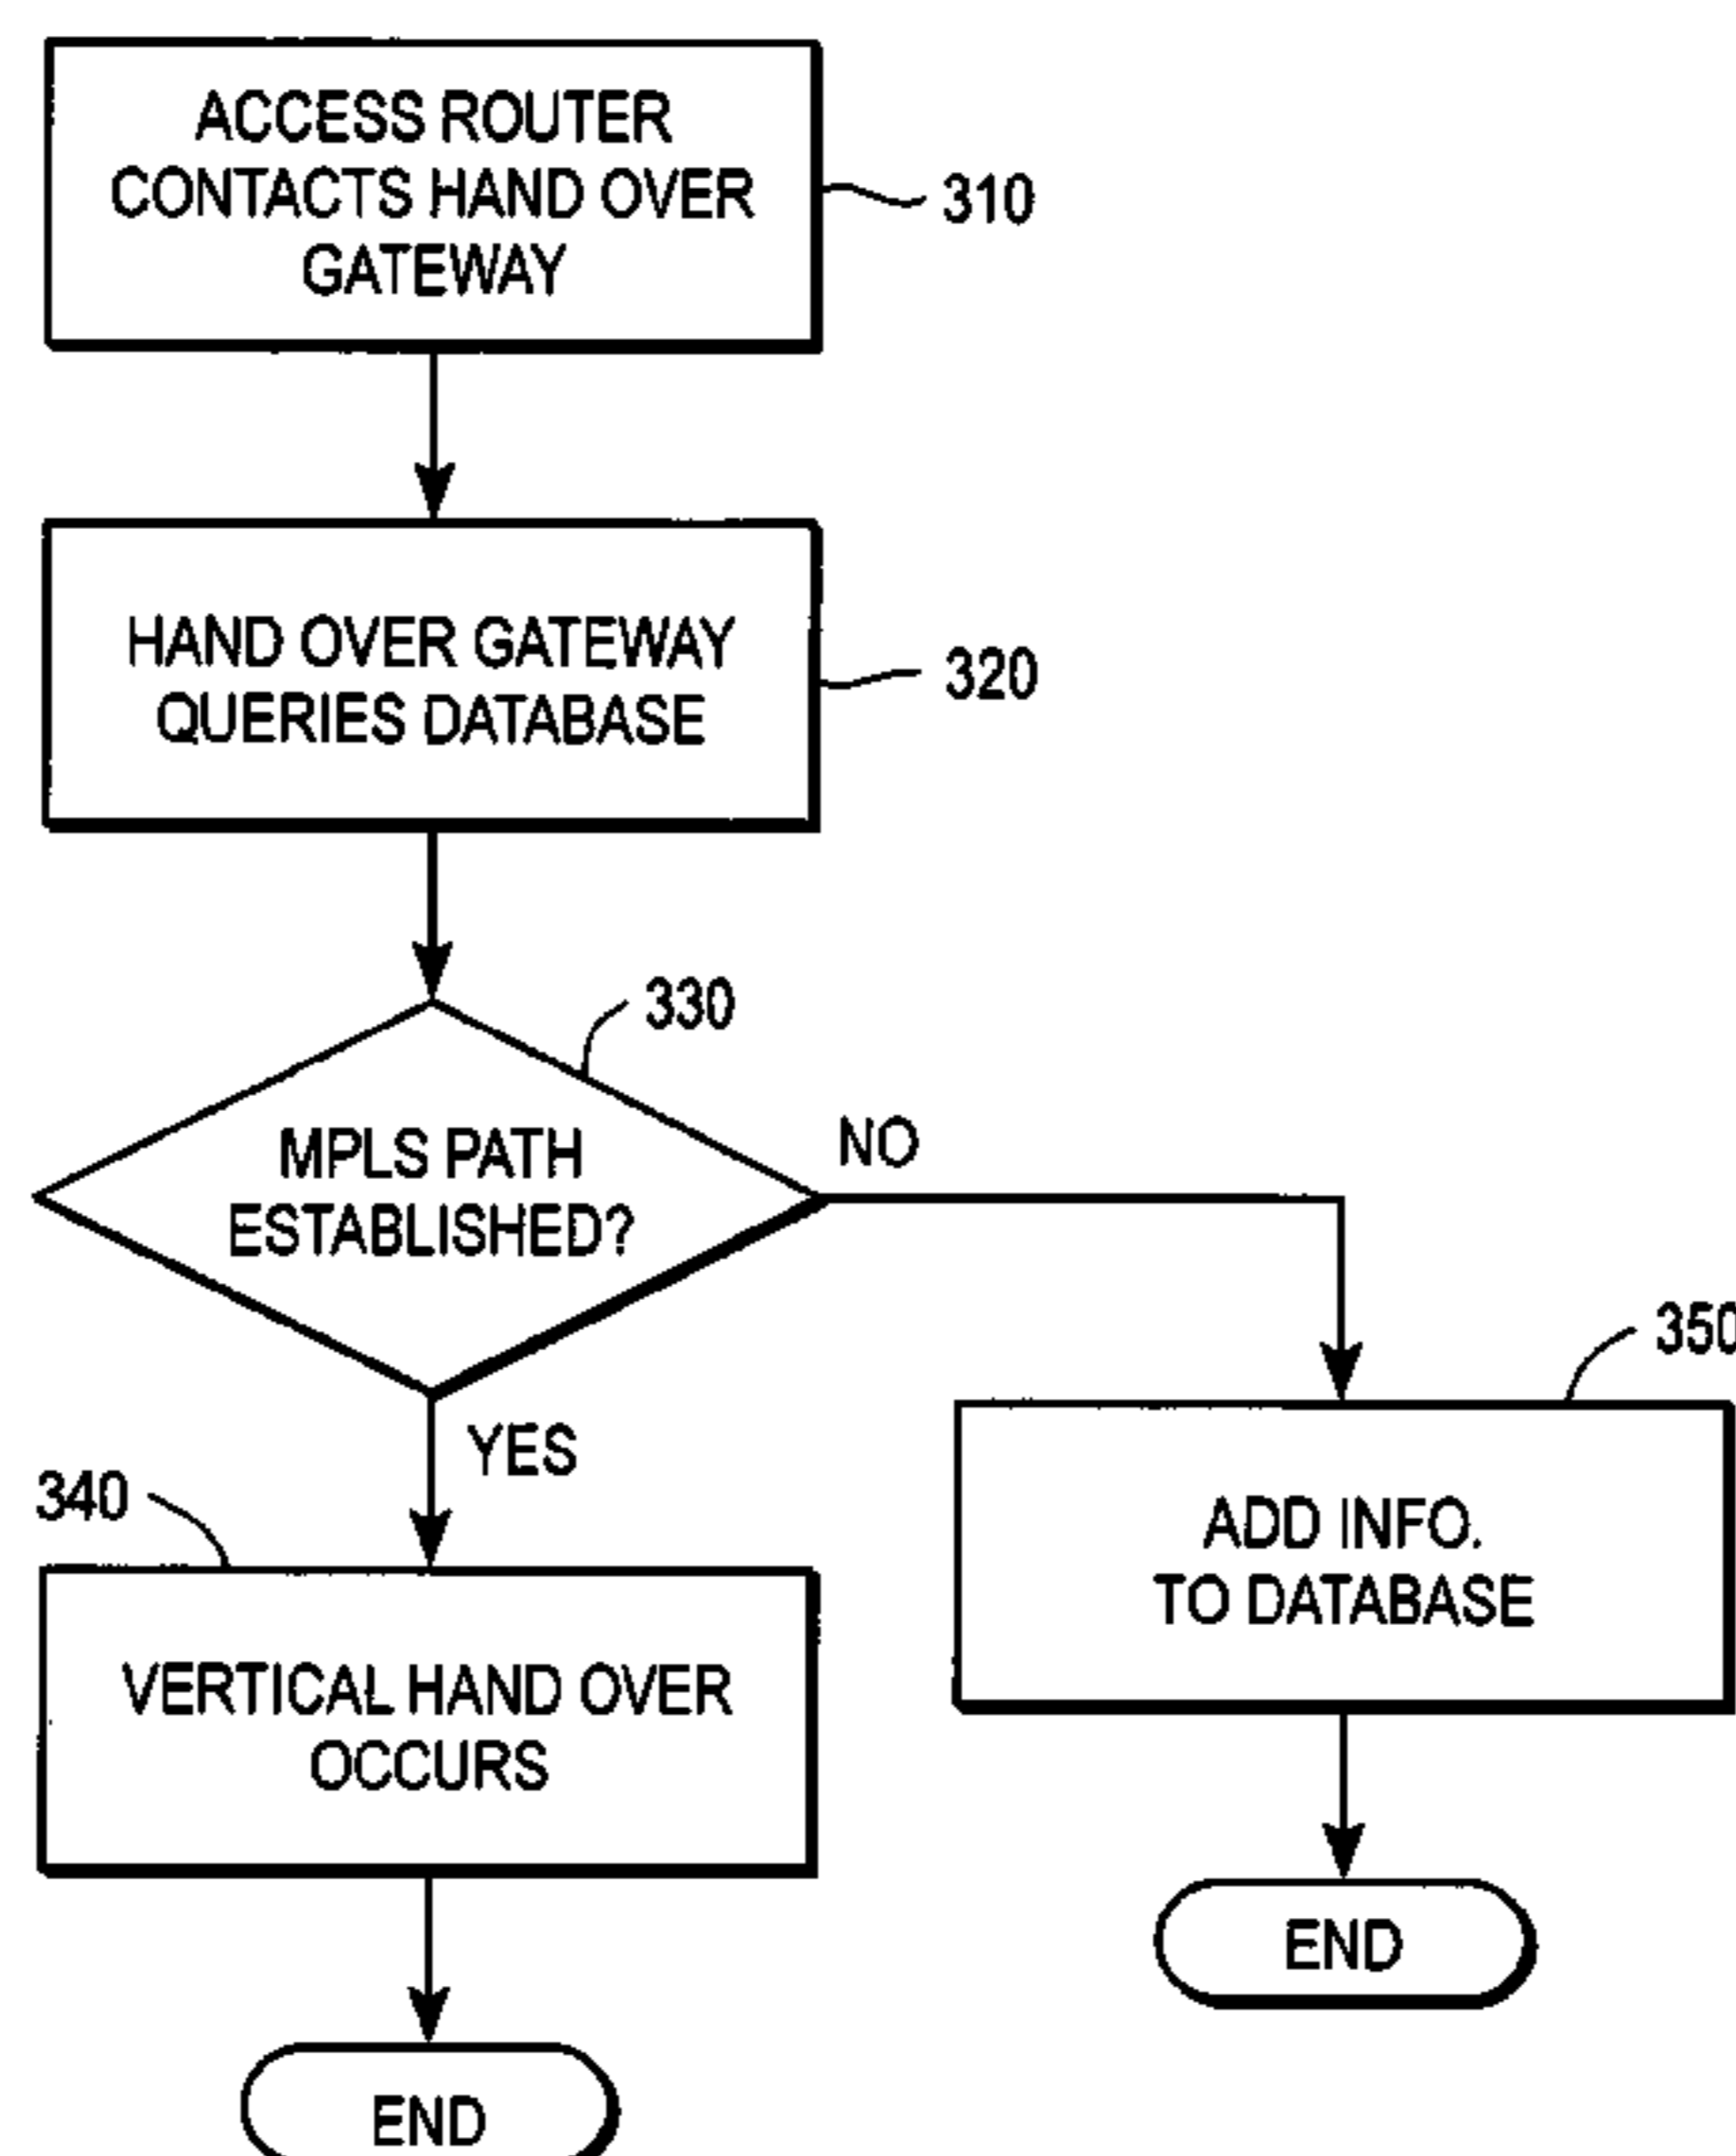 ACCESS ROUTER
CONTACTS HAND OVER
GATEWAY
310
HAND OVER GATEWAY
QUERIES DATABASE
320
330
MPLS PATH
ESTABLISHED?
NO
YES
350
340
ADD INFO.
TO DATABASE
VERTICAL HAND OVER
OCCURS
END
END